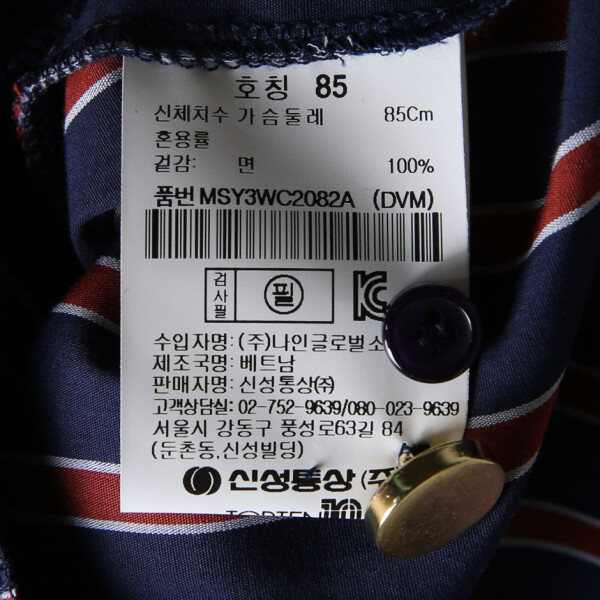 호칭 85
신체치수 가슴둘레 85Cm
혼용률
겉감: 면 100%
품번 MSY3WC2082A (DVM)
검사필 필
수입자명: (주)나인글로벌소
제조국명: 베트남
판매자명: 신성통상㈜
고객상담실: 02-752-9639/080-023-9639
서울시 강동구 풍성로63길 84
(둔촌동,신성빌딩)
신성통상(주
TOPTEN10